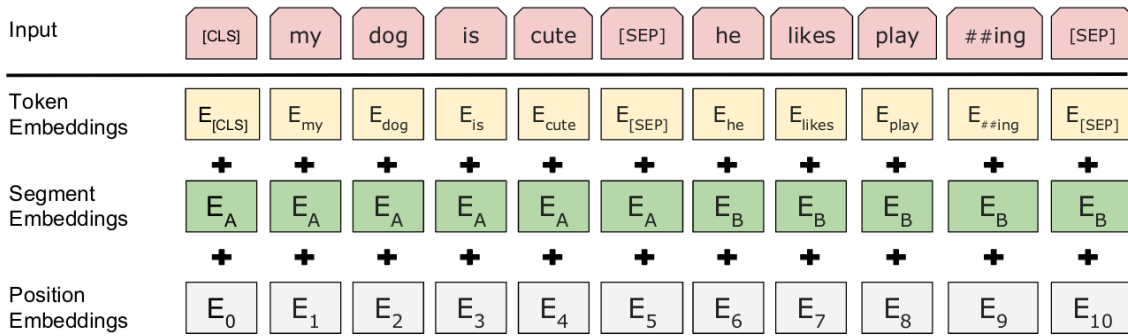 Input [CLS] my dog is cute [SEP] he likes play ##ing [SEP]
Token Embeddings E[CLS] Emy Edog Eis Ecute E[SEP] Ehe Elikes Eplay E##ing E[SEP]
+ + + + + + + + + + +
Segment Embeddings EA EA EA EA EA EA EB EB EB EB EB
+ + + + + + + + + + +
Position Embeddings E0 E1 E2 E3 E4 E5 E6 E7 E8 E9 E10